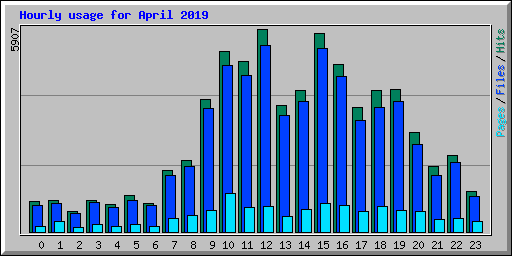 Hourly usage for April 2019
5907
Pages / Files / Hits
0 1 2 3 4 5 6 7 8 9 10 11 12 13 14 15 16 17 18 19 20 21 22 23